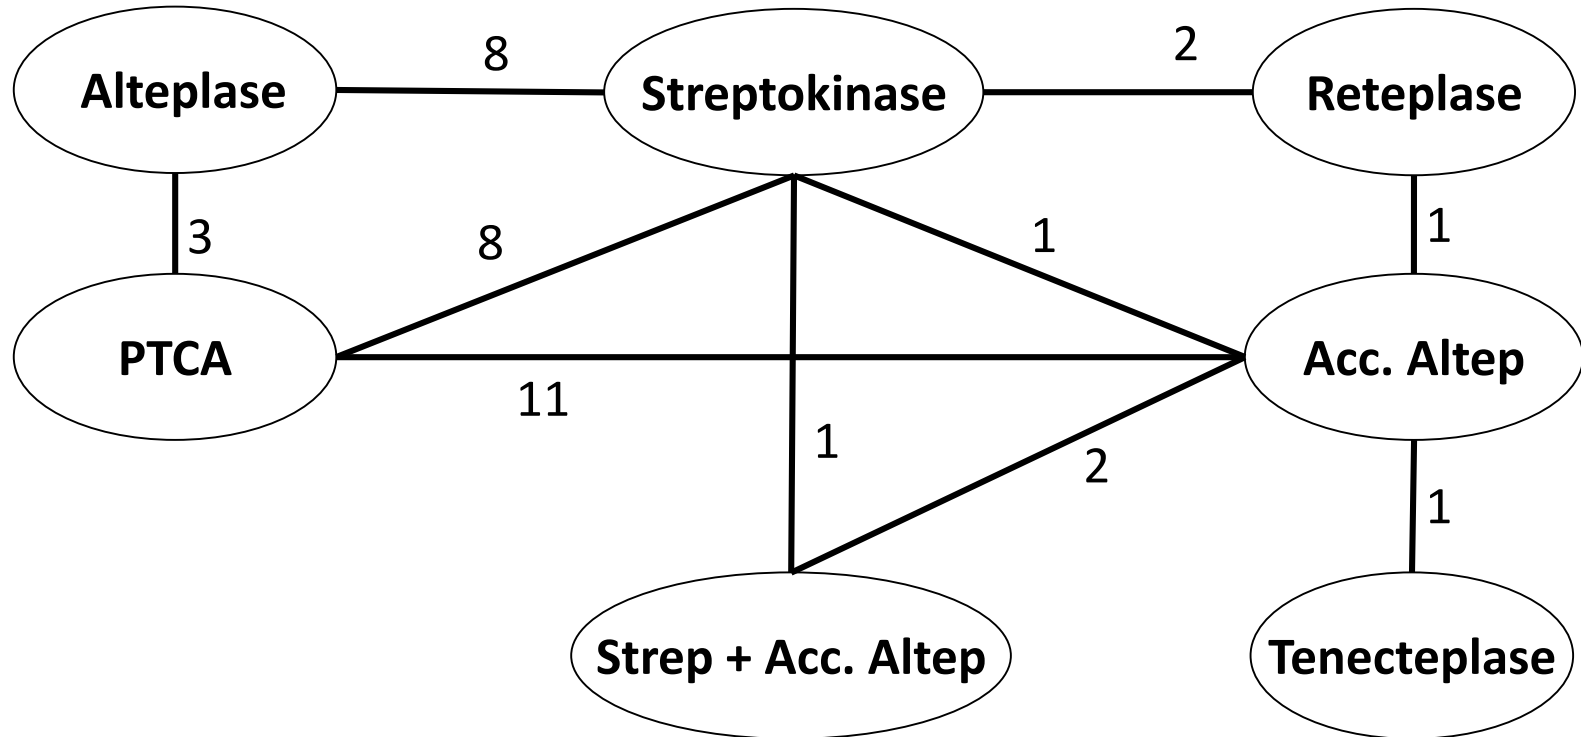 8
2
Alteplase
Streptokinase
Reteplase
3
8
1
1
PTCA
Acc. Altep
11
1
2
1
Strep + Acc. Altep
Tenecteplase